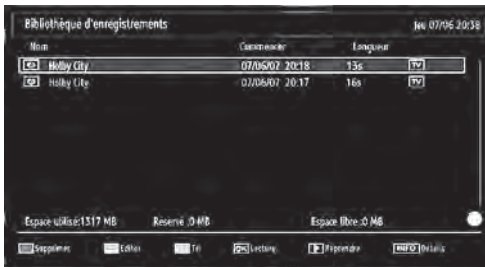 Bibliothèque d'enregistrements jeu 07/06 20:38
Nom Commencer Longueur
Holby City 07/06/07 20:18 13s TV
Holby City 07/06/07 20:17 16s TV
Espace utilisé:1317 MB Reservé :0 MB Espace libre :0 MB
Supprimer Editer Tri OK Lecture Reprendre INFO Détails